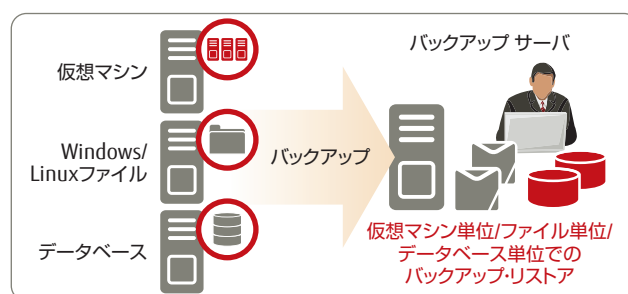 バックアップ サーバ
仮想マシン
Windows/
Linuxファイル
バックアップ
データベース
仮想マシン単位/ファイル単位/
データベース単位での
バックアップ・リストア